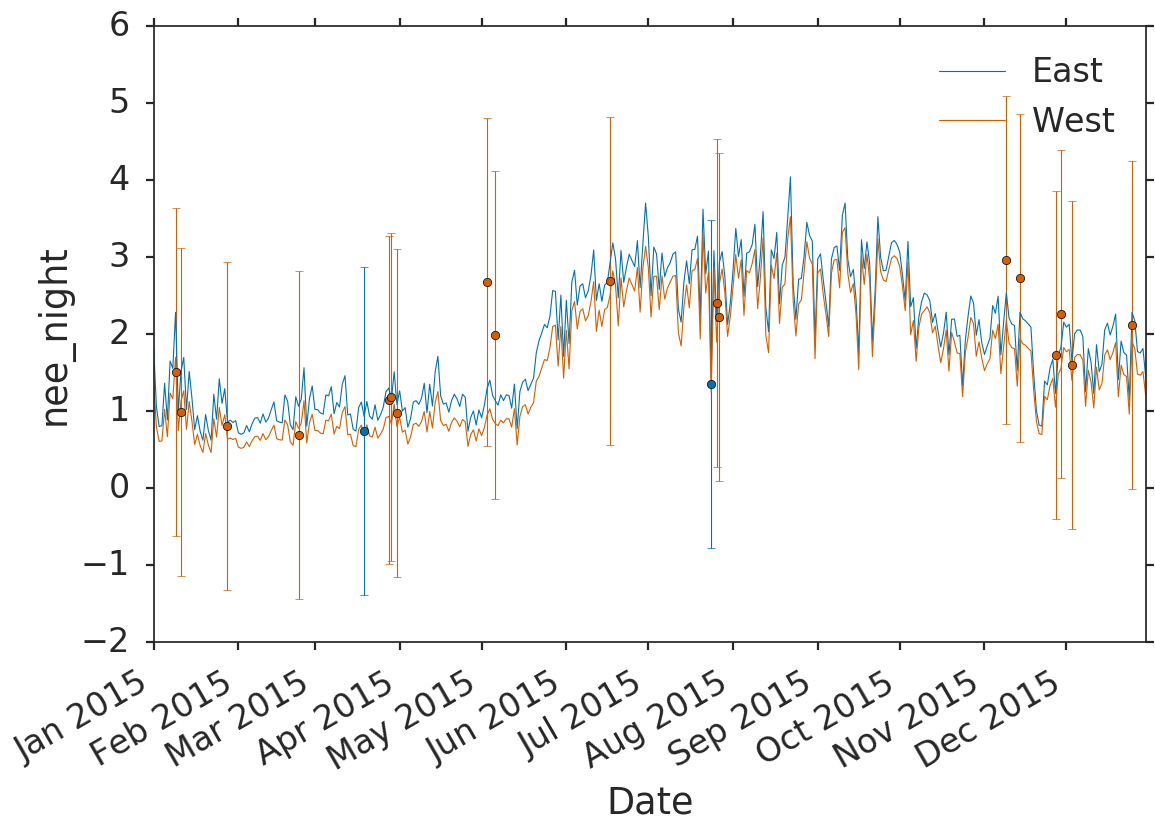 6
5
4
3
2
1
0
−1
−2
nee_night
East
West
Jan 2015
Feb 2015
Mar 2015
Apr 2015
May 2015
Jun 2015
Jul 2015
Aug 2015
Sep 2015
Oct 2015
Nov 2015
Dec 2015
Date